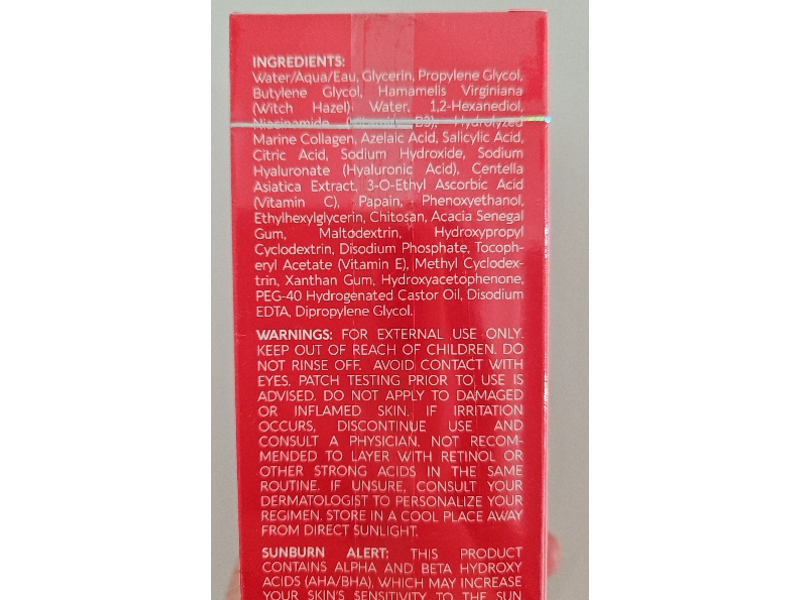 INGREDIENTS:
Water/Aqua/Eau, Glycerin, Propylene Glycol,
Butylene Glycol, Hamamelis Virginiana
(Witch Hazel) Water, 1,2-Hexanediol,
Niacinamide (Vitamin B3), Hydrolyzed
Marine Collagen, Azelaic Acid, Salicylic Acid,
Citric Acid, Sodium Hydroxide, Sodium
Hyaluronate (Hyaluronic Acid), Centella
Asiatica Extract, 3-O-Ethyl Ascorbic Acid
(Vitamin C), Papain, Phenoxyethanol,
Ethylhexylglycerin, Chitosan, Acacia Senegal
Gum, Maltodextrin, Hydroxypropyl
Cyclodextrin, Disodium Phosphate, Tocoph-
eryl Acetate (Vitamin E), Methyl Cyclodex-
trin, Xanthan Gum, Hydroxyacetophenone,
PEG-40 Hydrogenated Castor Oil, Disodium
EDTA, Dipropylene Glycol.
WARNINGS: FOR EXTERNAL USE ONLY.
KEEP OUT OF REACH OF CHILDREN. DO
NOT RINSE OFF. AVOID CONTACT WITH
EYES. PATCH TESTING PRIOR TO USE IS
ADVISED. DO NOT APPLY TO DAMAGED
OR INFLAMED SKIN. IF IRRITATION
OCCURS, DISCONTINUE USE AND
CONSULT A PHYSICIAN. NOT RECOM-
MENDED TO LAYER WITH RETINOL OR
OTHER STRONG ACIDS IN THE SAME
ROUTINE. IF UNSURE, CONSULT YOUR
DERMATOLOGIST TO PERSONALIZE YOUR
REGIMEN. STORE IN A COOL PLACE AWAY
FROM DIRECT SUNLIGHT.
SUNBURN ALERT: THIS PRODUCT
CONTAINS ALPHA AND BETA HYDROXY
ACIDS (AHA/BHA), WHICH MAY INCREASE
YOUR SKIN'S SENSITIVITY TO THE SUN